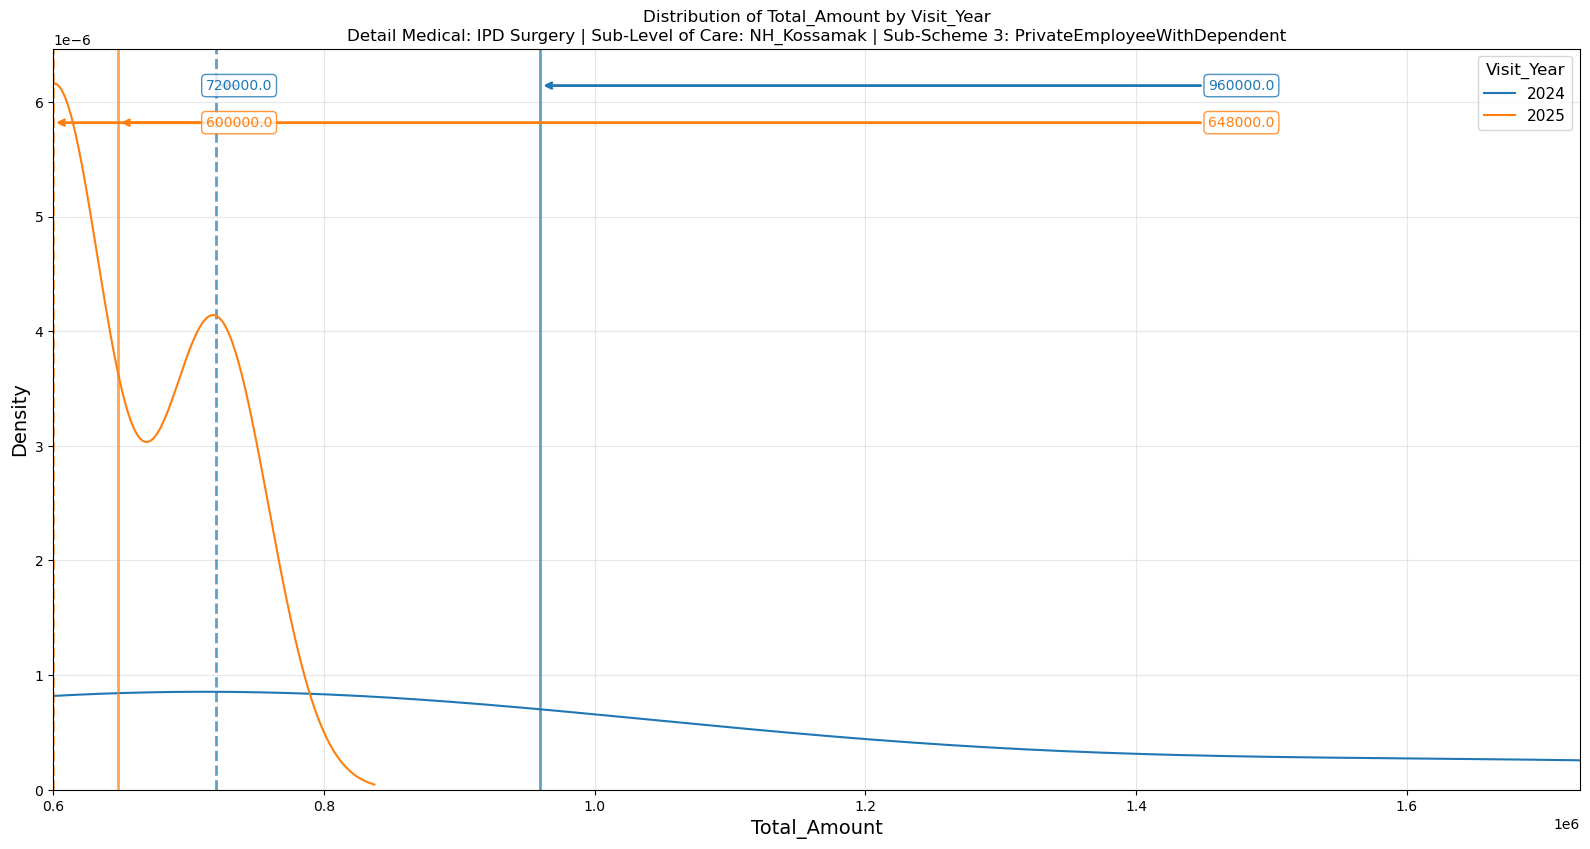 Distribution of Total_Amount by Visit_Year
Detail Medical: IPD Surgery | Sub-Level of Care: NH_Kossamak | Sub-Scheme 3: PrivateEmployeeWithDependent
1e−6
720000.0
960000.0
600000.0
648000.0
Visit_Year
2024
2025
6
5
4
3
2
1
0
Density
0.6
0.8
1.0
1.2
1.4
1.6
1e6
Total_Amount